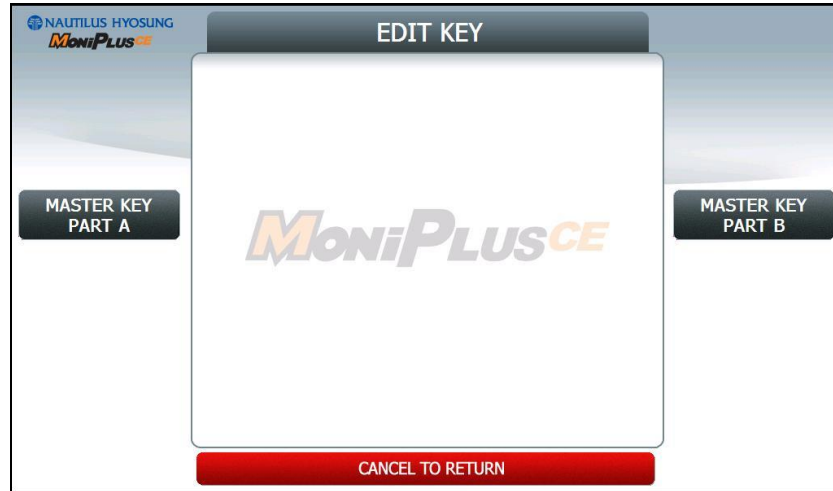 NAUTILUS HYOSUNG
MoniPlusCE
EDIT KEY
MASTER KEY
PART A
MoniPlusCE
MASTER KEY
PART B
CANCEL TO RETURN